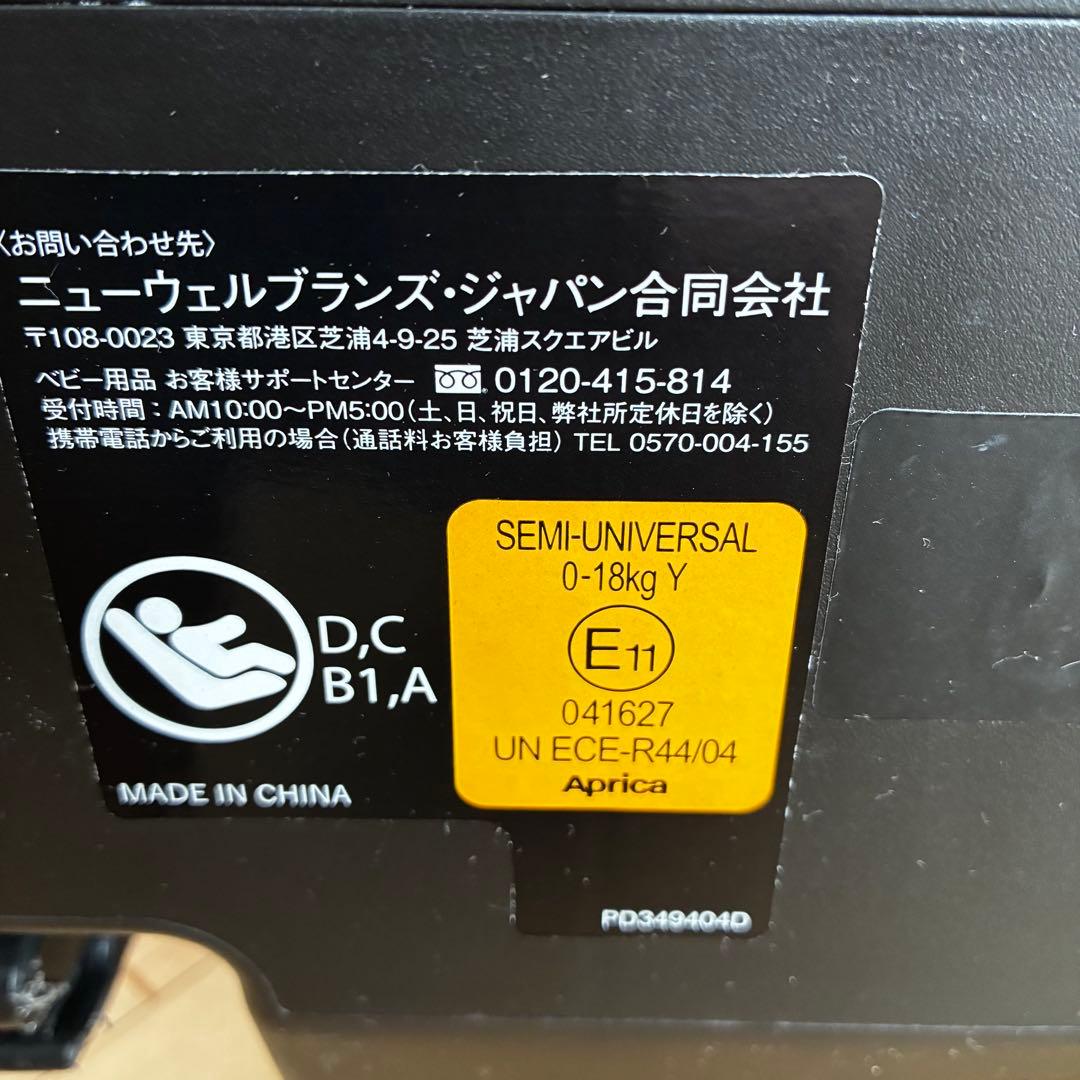 〈お問い合わせ先〉
ニューウェルブランズ・ジャパン合同会社
〒108-0023 東京都港区芝浦4-9-25 芝浦スクエアビル
ベビー用品 お客様サポートセンター 0120-415-814
受付時間：AM10:00～PM5:00（土、日、祝日、弊社所定休日を除く）
携帯電話からご利用の場合（通話料お客様負担）TEL 0570-004-155
D,C
B1,A
MADE IN CHINA
SEMI-UNIVERSAL
0-18kg Y
E11
041627
UN ECE-R44/04
Aprica
PD349404D